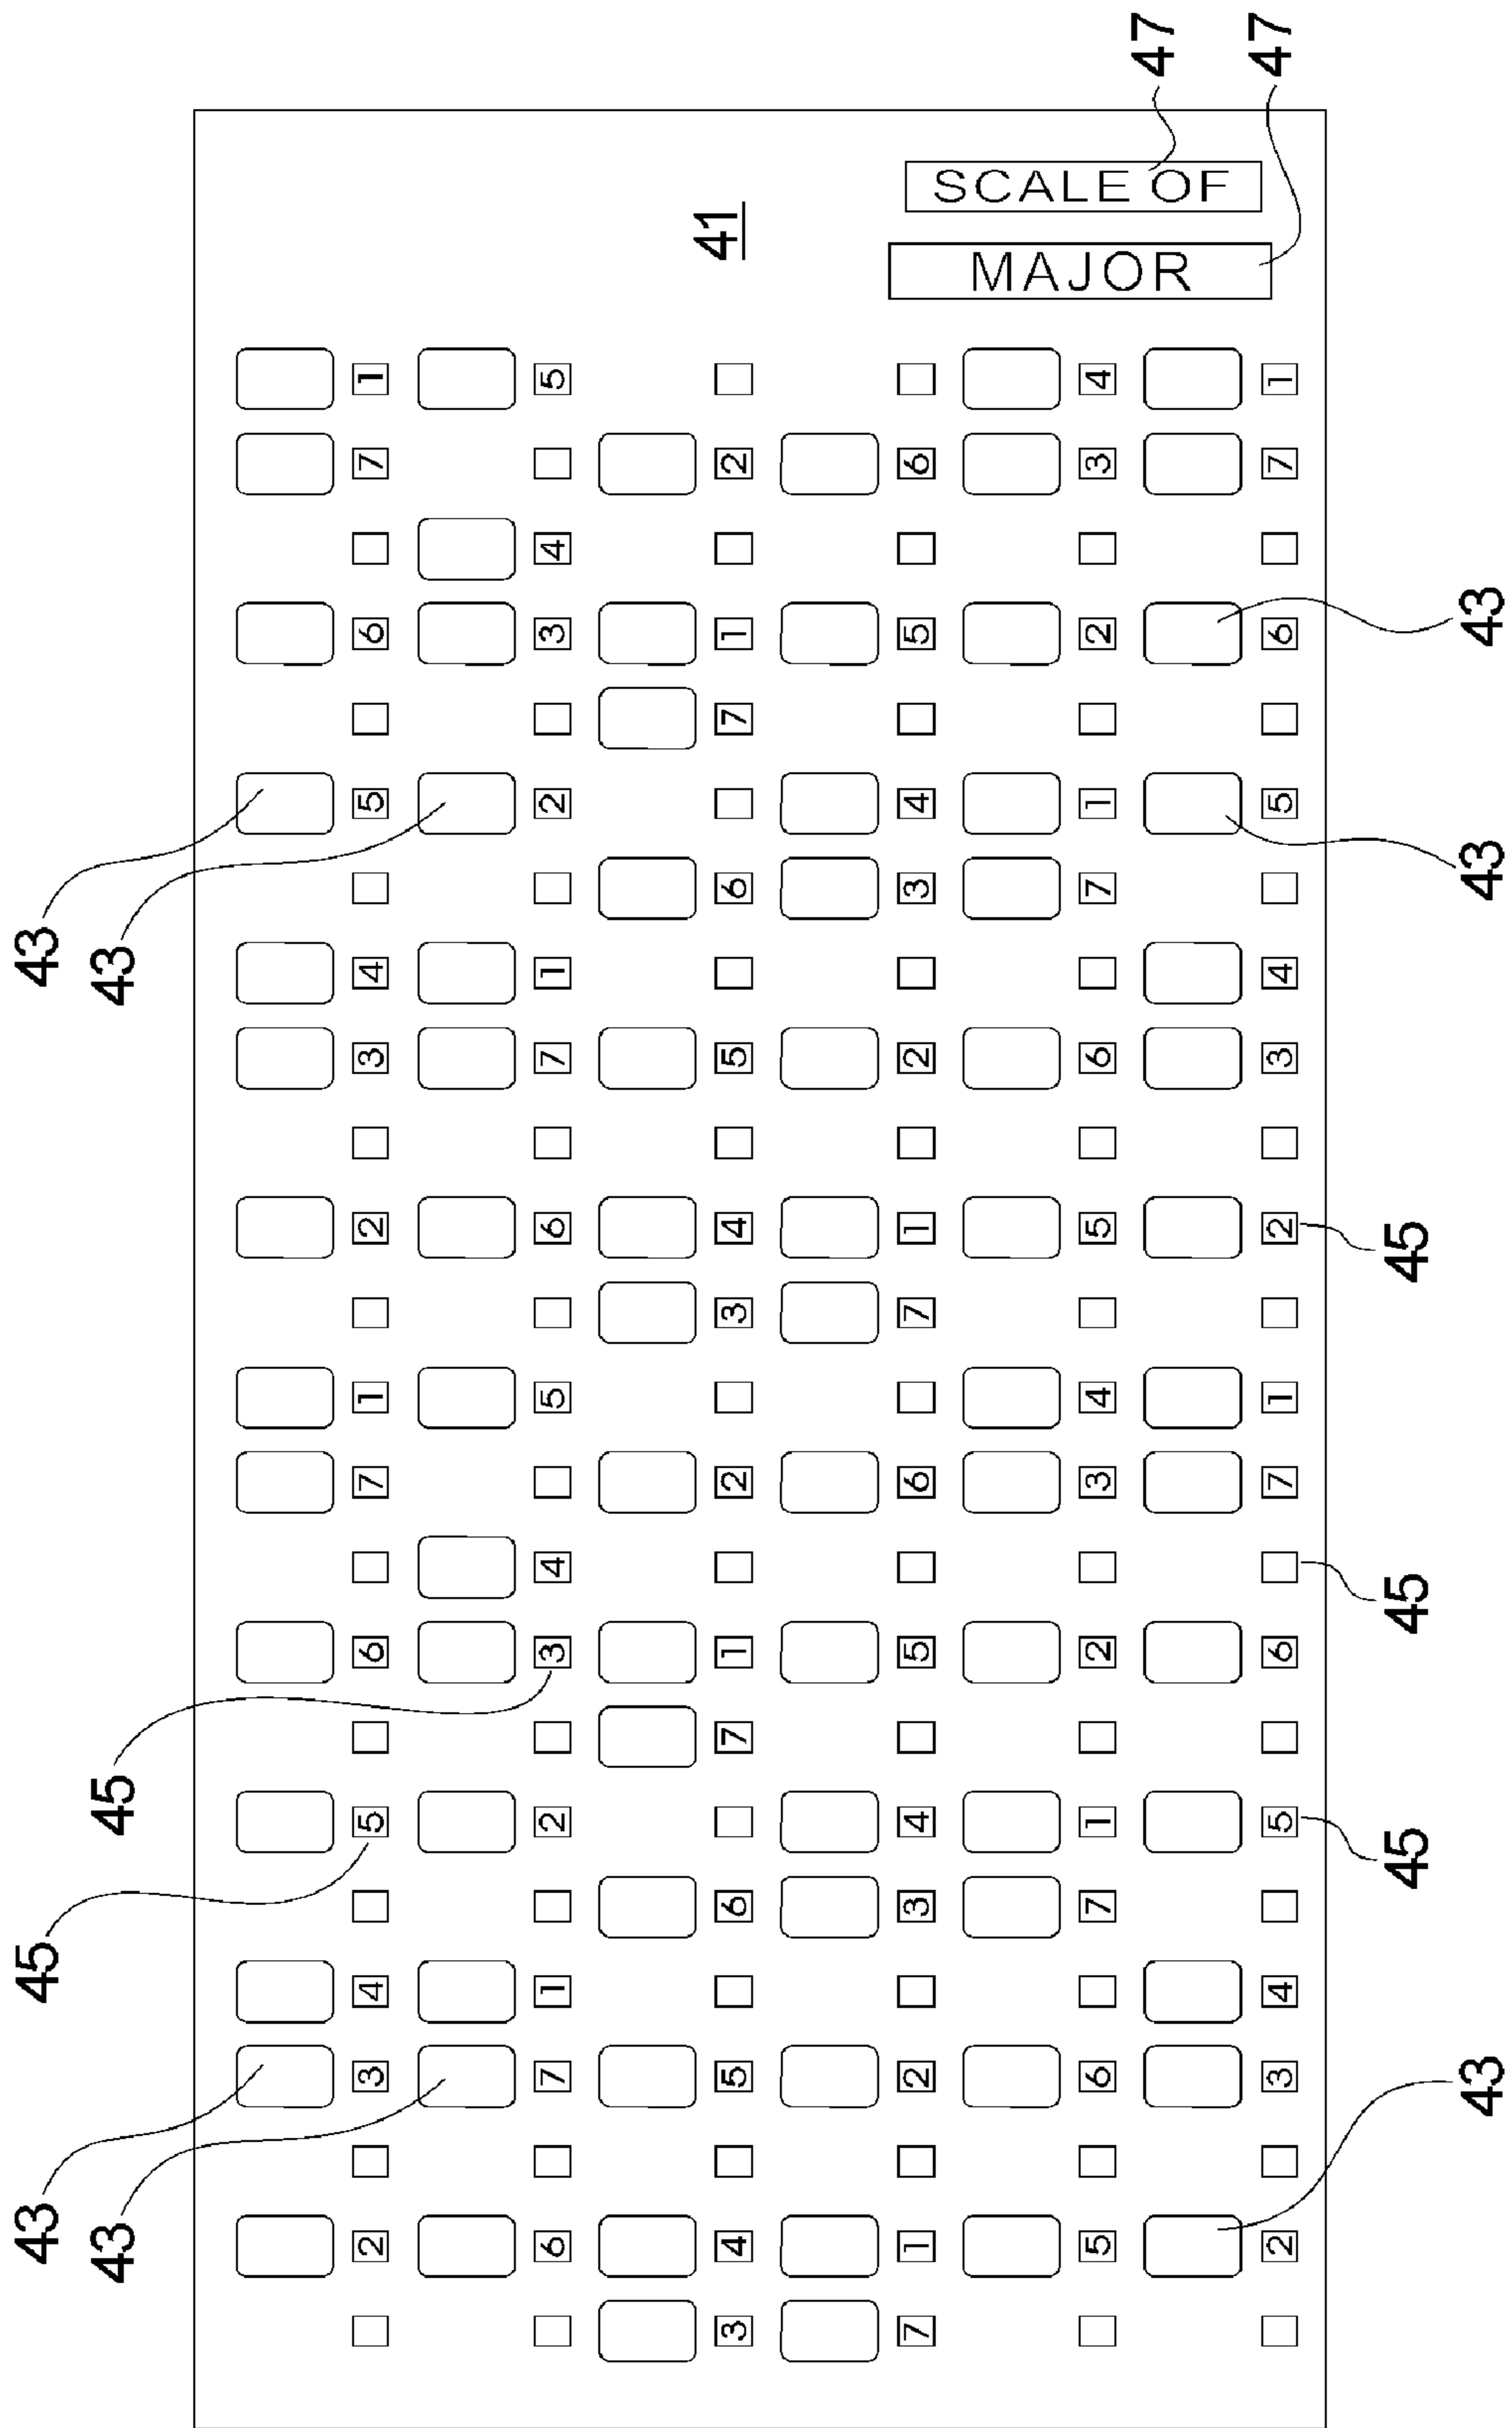 43 45 43
43 45 43
2 3 4 5 6 7 1 2 3 4 5 6 7 1
6 7 1 2 3 4 5 6 7 1 2 3 4 5
41
3 4 5 6 7 1 2 3 4 5 6 7 1 2
7 1 2 3 4 5 6 7 1 2 3 4 5 6
5 6 7 1 2 3 4 5 6 7 1 2 3 4
2 3 4 5 6 7 1 2 3 4 5 6 7 1
SCALE OF
MAJOR
47
47
45 45 45
43 43 43